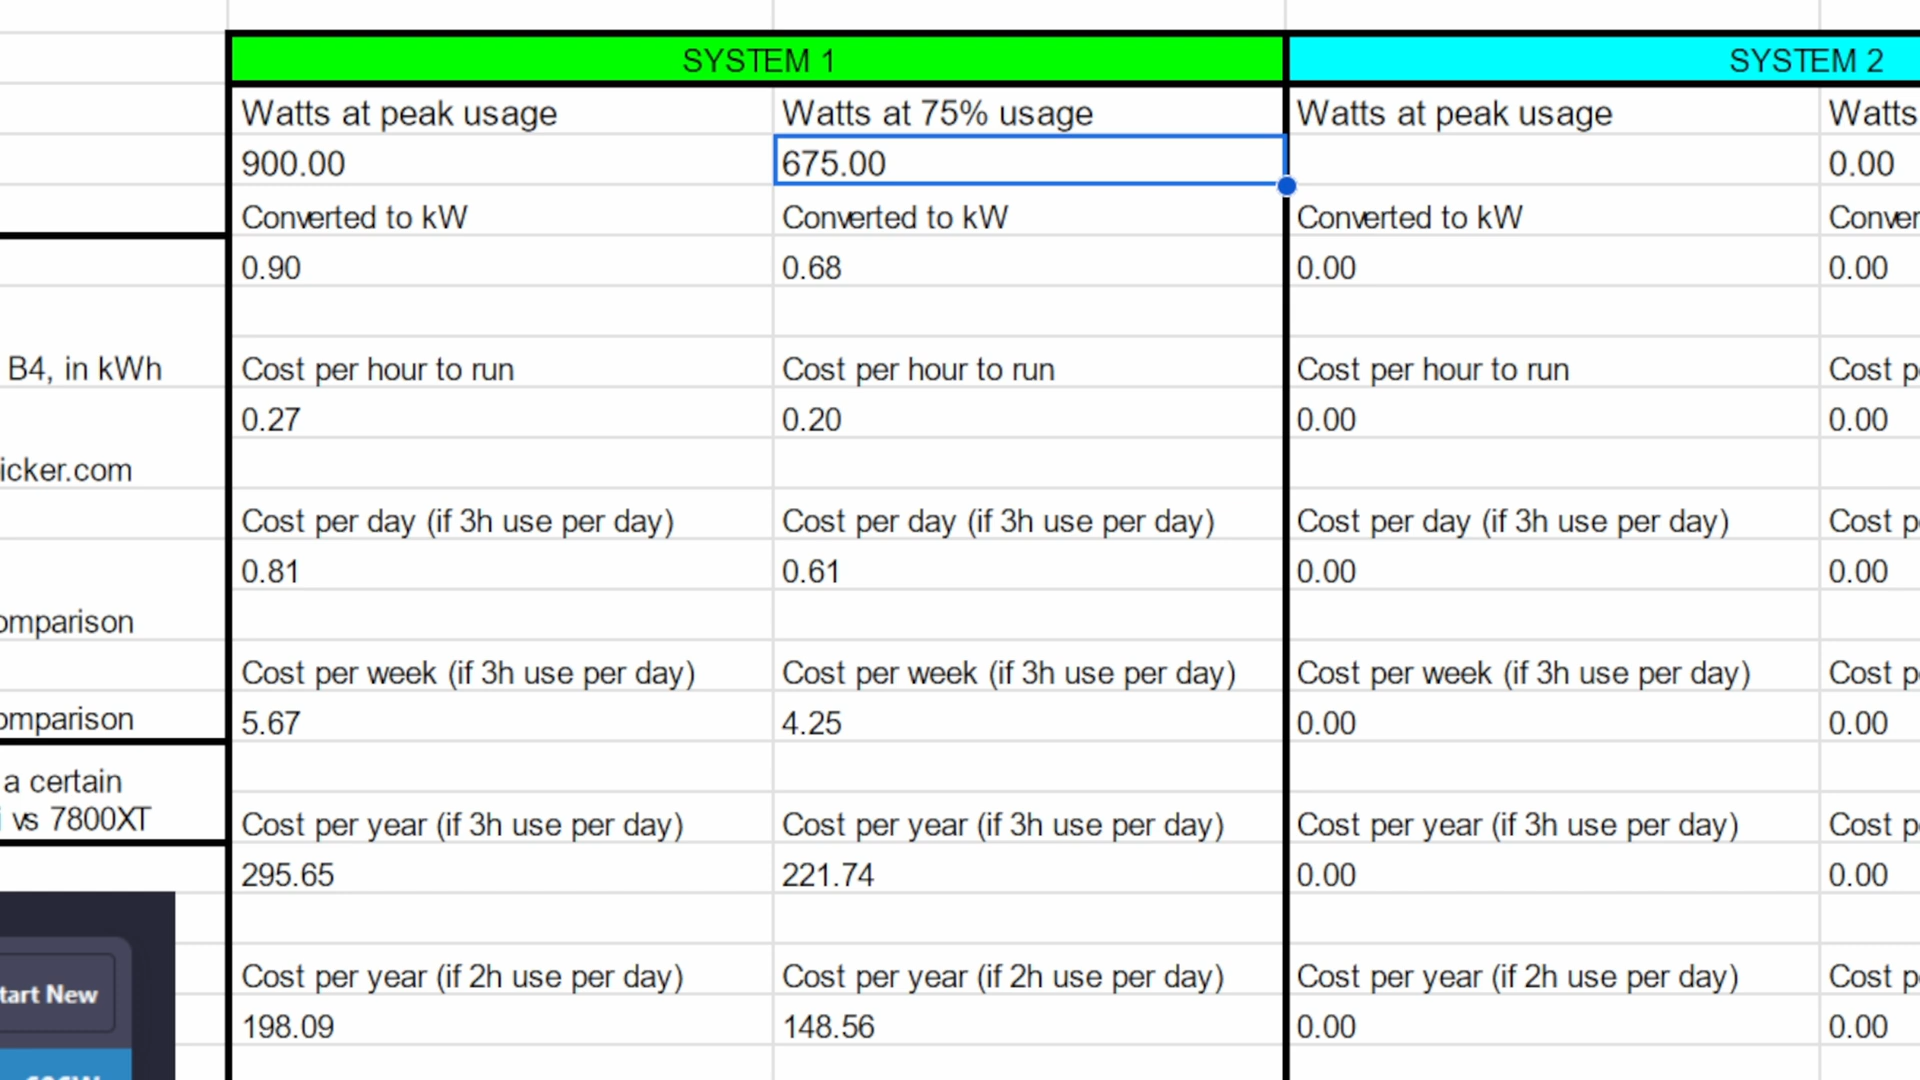 SYSTEM 1 SYSTEM 2
Watts at peak usage Watts at 75% usage Watts at peak usage Watts
900.00 675.00 0.00
Converted to kW Converted to kW Converted to kW
0.90 0.68 0.00 0.00
B4, in kWh Cost per hour to run Cost per hour to run Cost per hour to run Cost
0.27 0.20 0.00 0.00
icker.com
Cost per day (if 3h use per day) Cost per day (if 3h use per day) Cost per day (if 3h use per day) Cost
0.81 0.61 0.00 0.00
omparison
Cost per week (if 3h use per day) Cost per week (if 3h use per day) Cost per week (if 3h use per day) Cost
omparison
5.67 4.25 0.00 0.00
a certain
vs 7800XT
Cost per year (if 3h use per day) Cost per year (if 3h use per day) Cost per year (if 3h use per day) Cost
295.65 221.74 0.00 0.00
Cost per year (if 2h use per day) Cost per year (if 2h use per day) Cost per year (if 2h use per day) Cost
tart New
198.09 148.56 0.00 0.00